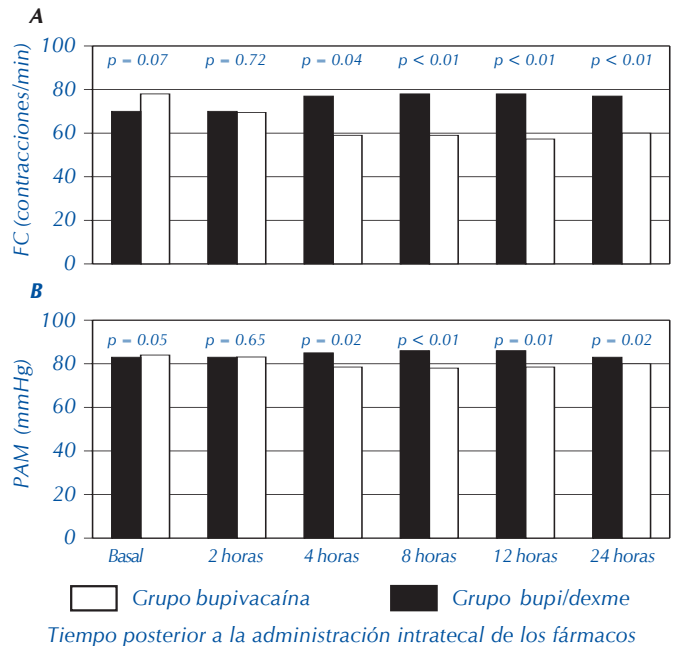 A
FC (contracciones/min)
100
80
60
40
20
0
p = 0.07 p = 0.72 p = 0.04 p < 0.01 p < 0.01 p < 0.01
B
PAM (mmHg)
100
80
60
40
20
0
p = 0.05 p = 0.65 p = 0.02 p < 0.01 p = 0.01 p = 0.02
Basal 2 horas 4 horas 8 horas 12 horas 24 horas
Grupo bupivacaína Grupo bupi/dexme
Tiempo posterior a la administración intratecal de los fármacos